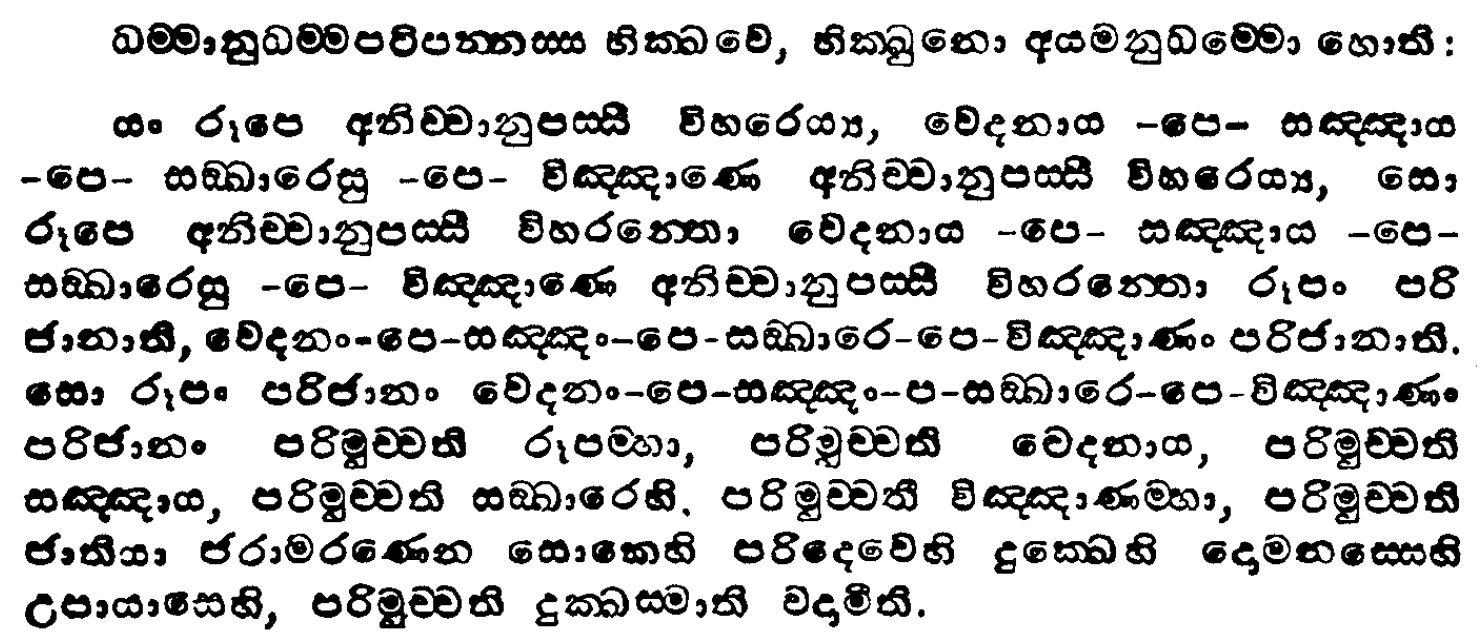 ධම්මානුධම්මපටිපන්නස්ස භික්ඛවෙ, භික්ඛුනො අයමනුධම්මො හොති:
යං රූපෙ අනිච්චානුපස්සී විහරෙය්‍ය, වෙදනාය -පෙ- සඤ්ඤාය
-පෙ- සඞ්ඛාරෙසු -පෙ- විඤ්ඤාණෙ අනිච්චානුපස්සී විහරෙය්‍ය, සො
රූපෙ අනිච්චානුපස්සී විහරන්තො වෙදනාය -පෙ- සඤ්ඤාය -පෙ-
සඞ්ඛාරෙසු -පෙ- විඤ්ඤාණෙ අනිච්චානුපස්සී විහරන්තො රූපං පරි
ජානාති, වෙදනං-පෙ-සඤ්ඤං-පෙ-සඞ්ඛාරෙ-පෙ-විඤ්ඤාණං පරිජානාති.
සො රූපං පරිජානං වෙදනං-පෙ-සඤ්ඤං-ප-සඞ්ඛාරෙ-පෙ-විඤ්ඤාණං
පරිජානං පරිමුච්චති රූපම්හා, පරිමුච්චති වෙදනාය, පරිමුච්චති
සඤ්ඤාය, පරිමුච්චති සඞ්ඛාරෙහි. පරිමුච්චති විඤ්ඤාණම්හා, පරිමුච්චති
ජාතියා ජරාමරණෙන සොකෙහි පරිදෙවෙහි දුක්ඛෙහි දොමනස්සෙහි
උපායාසෙහි, පරිමුච්චති දුක්ඛස්මාති වදාමීති.